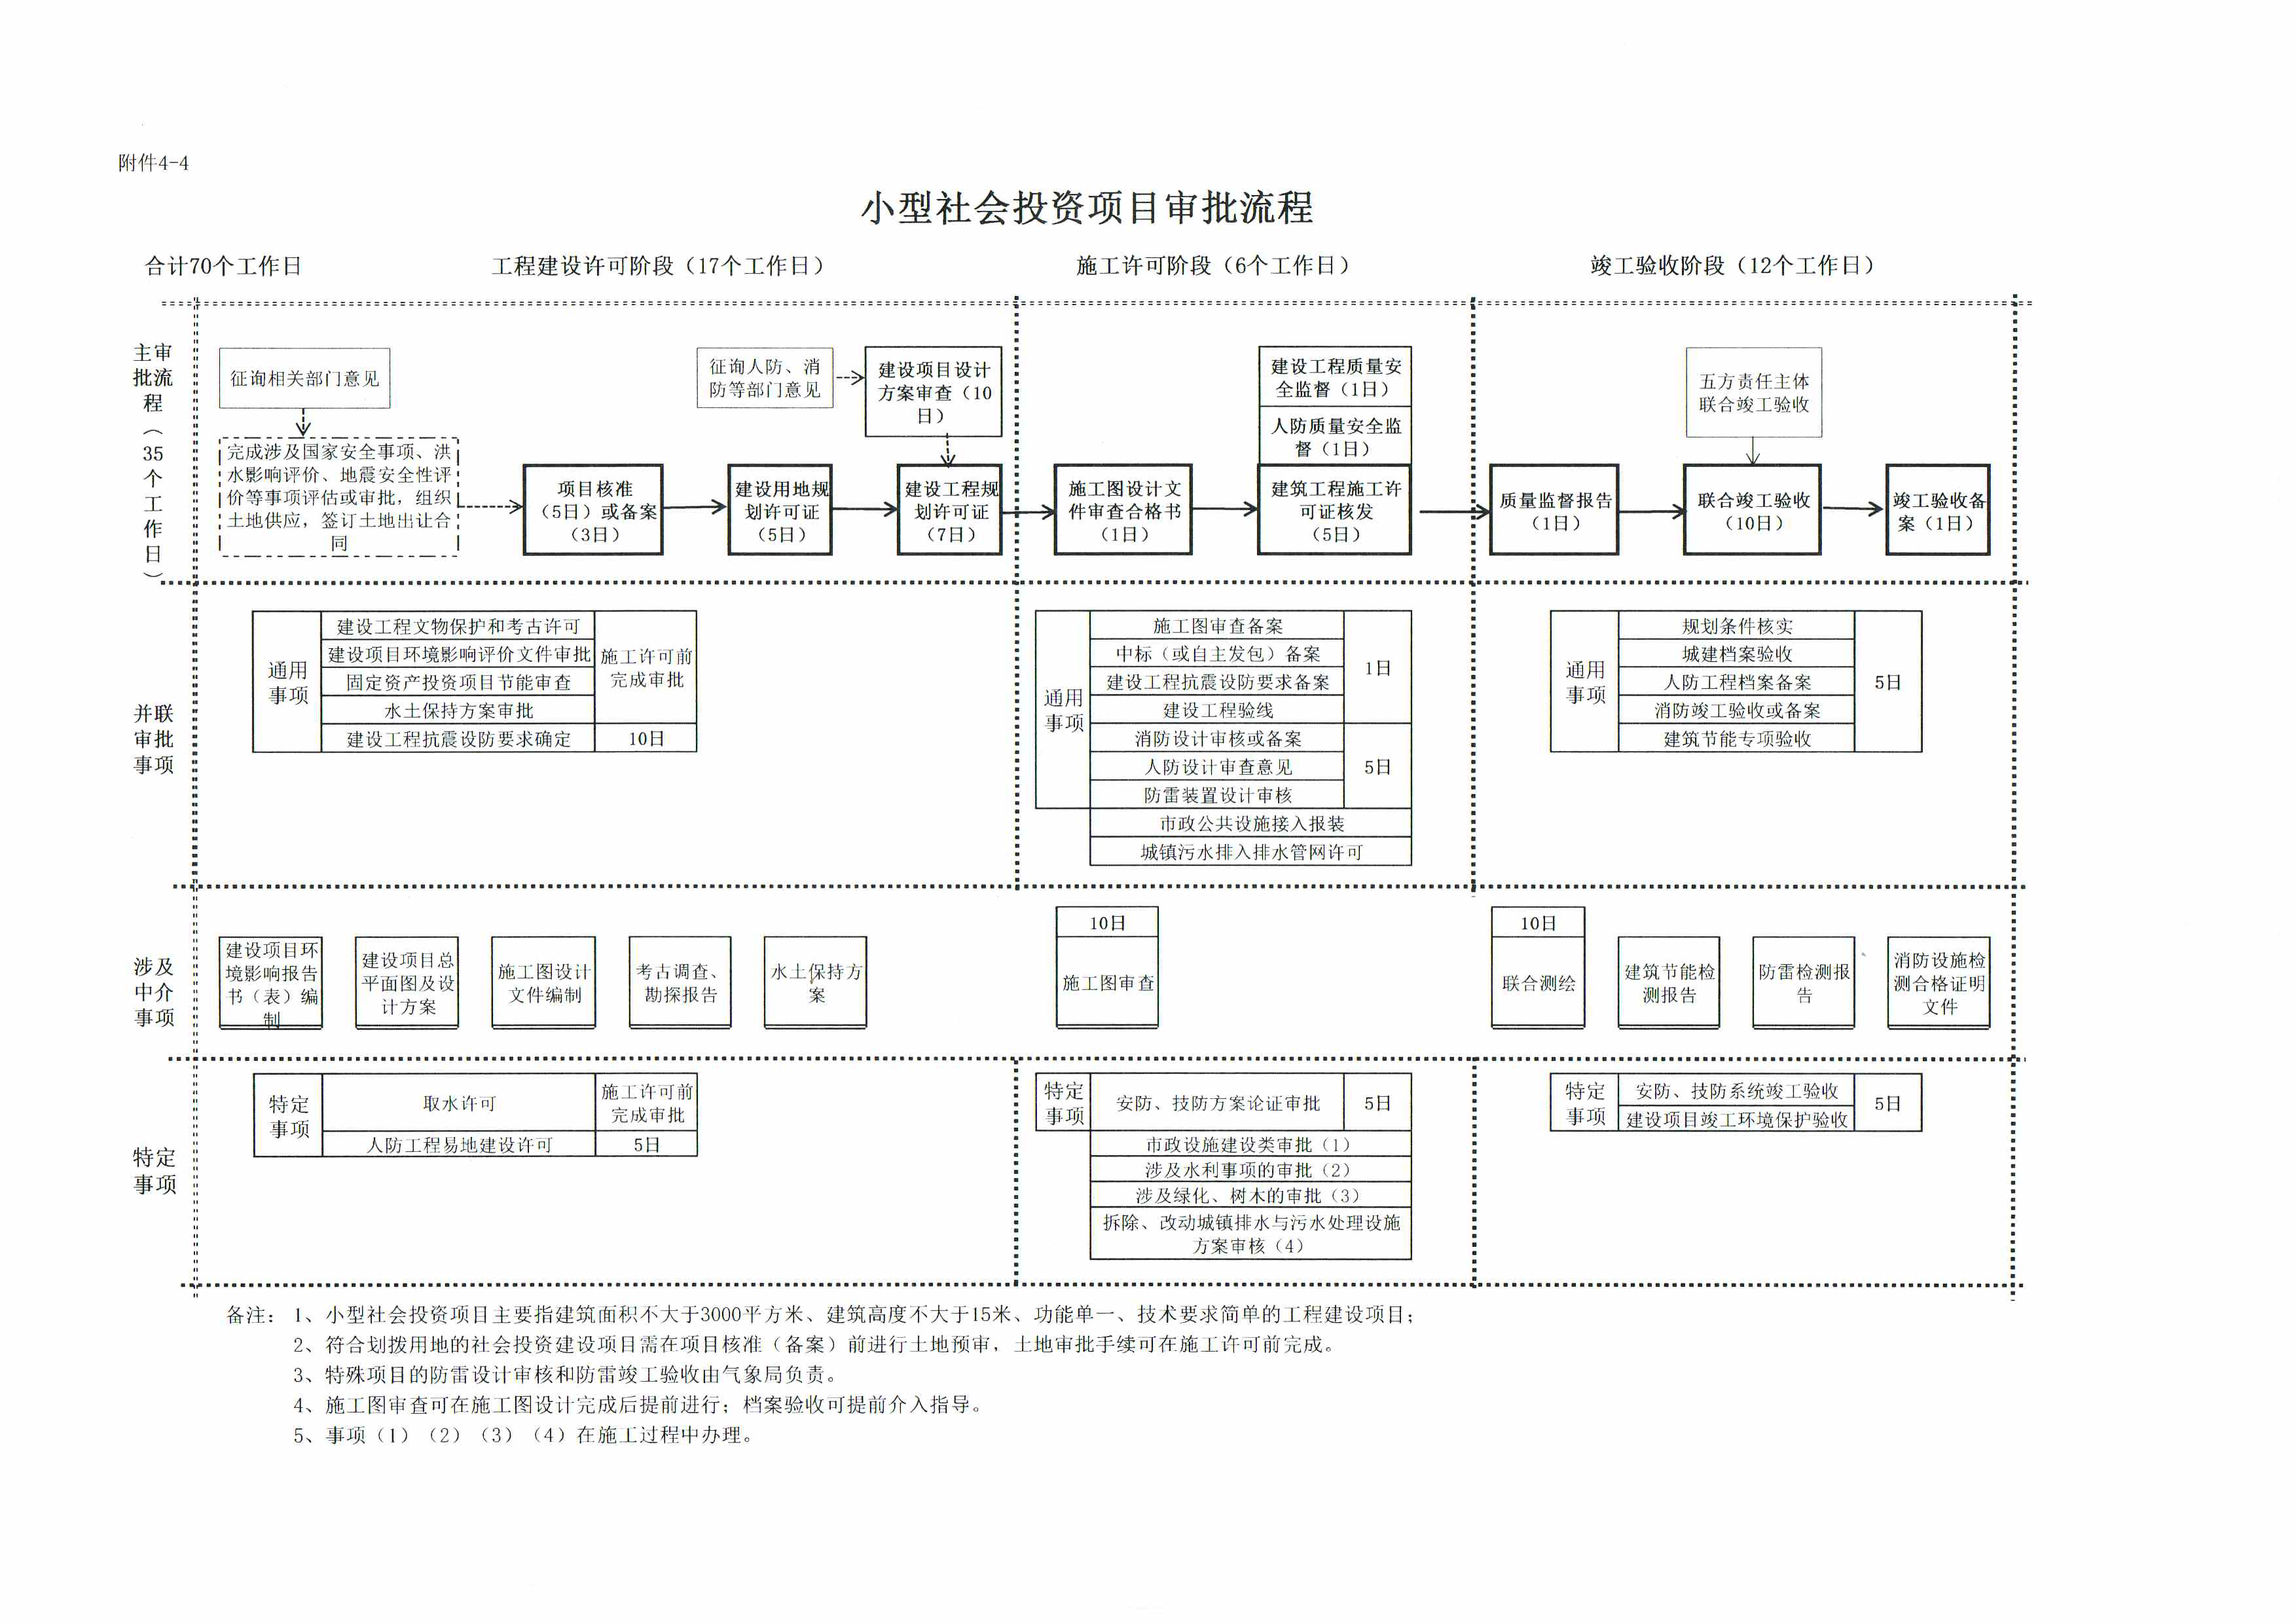 附件4-4
小型社会投资项目审批流程
合计70个工作日
工程建设许可阶段（17个工作日）
施工许可阶段（6个工作日）
竣工验收阶段（12个工作日）
主审
批流
程
（
35
个
工
作
日
）
征询相关部门意见
完成涉及国家安全事项、洪
水影响评价、地震安全性评
价等事项评估或审批，组织
土地供应，签订土地出让合
同
项目核准
（5日）或备案
（3日）
建设用地规
划许可证
（5日）
征询人防、消
防等部门意见
建设项目设计
方案审查（10
日）
建设工程规
划许可证
（7日）
施工图设计文
件审查合格书
（1日）
建设工程质量安
全监督（1日）
人防质量安全监
督（1日）
建筑工程施工许
可证核发
（5日）
质量监督报告
（1日）
五方责任主体
联合竣工验收
联合竣工验收
（10日）
竣工验收备
案（1日）
并联
审批
事项
通用
事项
建设工程文物保护和考古许可
建设项目环境影响评价文件审批
固定资产投资项目节能审查
水土保持方案审批
施工许可前
完成审批
建设工程抗震设防要求确定
10日
通用
事项
施工图审查备案
中标（或自主发包）备案
建设工程抗震设防要求备案
建设工程验线
1日
消防设计审核或备案
人防设计审查意见
防雷装置设计审核
5日
市政公共设施接入报装
城镇污水排入排水管网许可
通用
事项
规划条件核实
城建档案验收
人防工程档案备案
消防竣工验收或备案
建筑节能专项验收
5日
涉及
中介
事项
建设项目环
境影响报告
书（表）编
制
建设项目总
平面图及设
计方案
施工图设计
文件编制
考古调查、
勘探报告
水土保持方
案
10日
施工图审查
10日
联合测绘
建筑节能检
测报告
防雷检测报
告
消防设施检
测合格证明
文件
特定
事项
特定
事项
取水许可
施工许可前
完成审批
人防工程易地建设许可
5日
特定
事项
安防、技防方案论证审批
5日
市政设施建设类审批（1）
涉及水利事项的审批（2）
涉及绿化、树木的审批（3）
拆除、改动城镇排水与污水处理设施
方案审核（4）
特定
事项
安防、技防系统竣工验收
建设项目竣工环境保护验收
5日
备注： 1、小型社会投资项目主要指建筑面积不大于3000平方米、建筑高度不大于15米、功能单一、技术要求简单的工程建设项目；
2、符合划拨用地的社会投资建设项目需在项目核准（备案）前进行土地预审，土地审批手续可在施工许可前完成。
3、特殊项目的防雷设计审核和防雷竣工验收由气象局负责。
4、施工图审查可在施工图设计完成后提前进行；档案验收可提前介入指导。
5、事项（1）（2）（3）（4）在施工过程中办理。